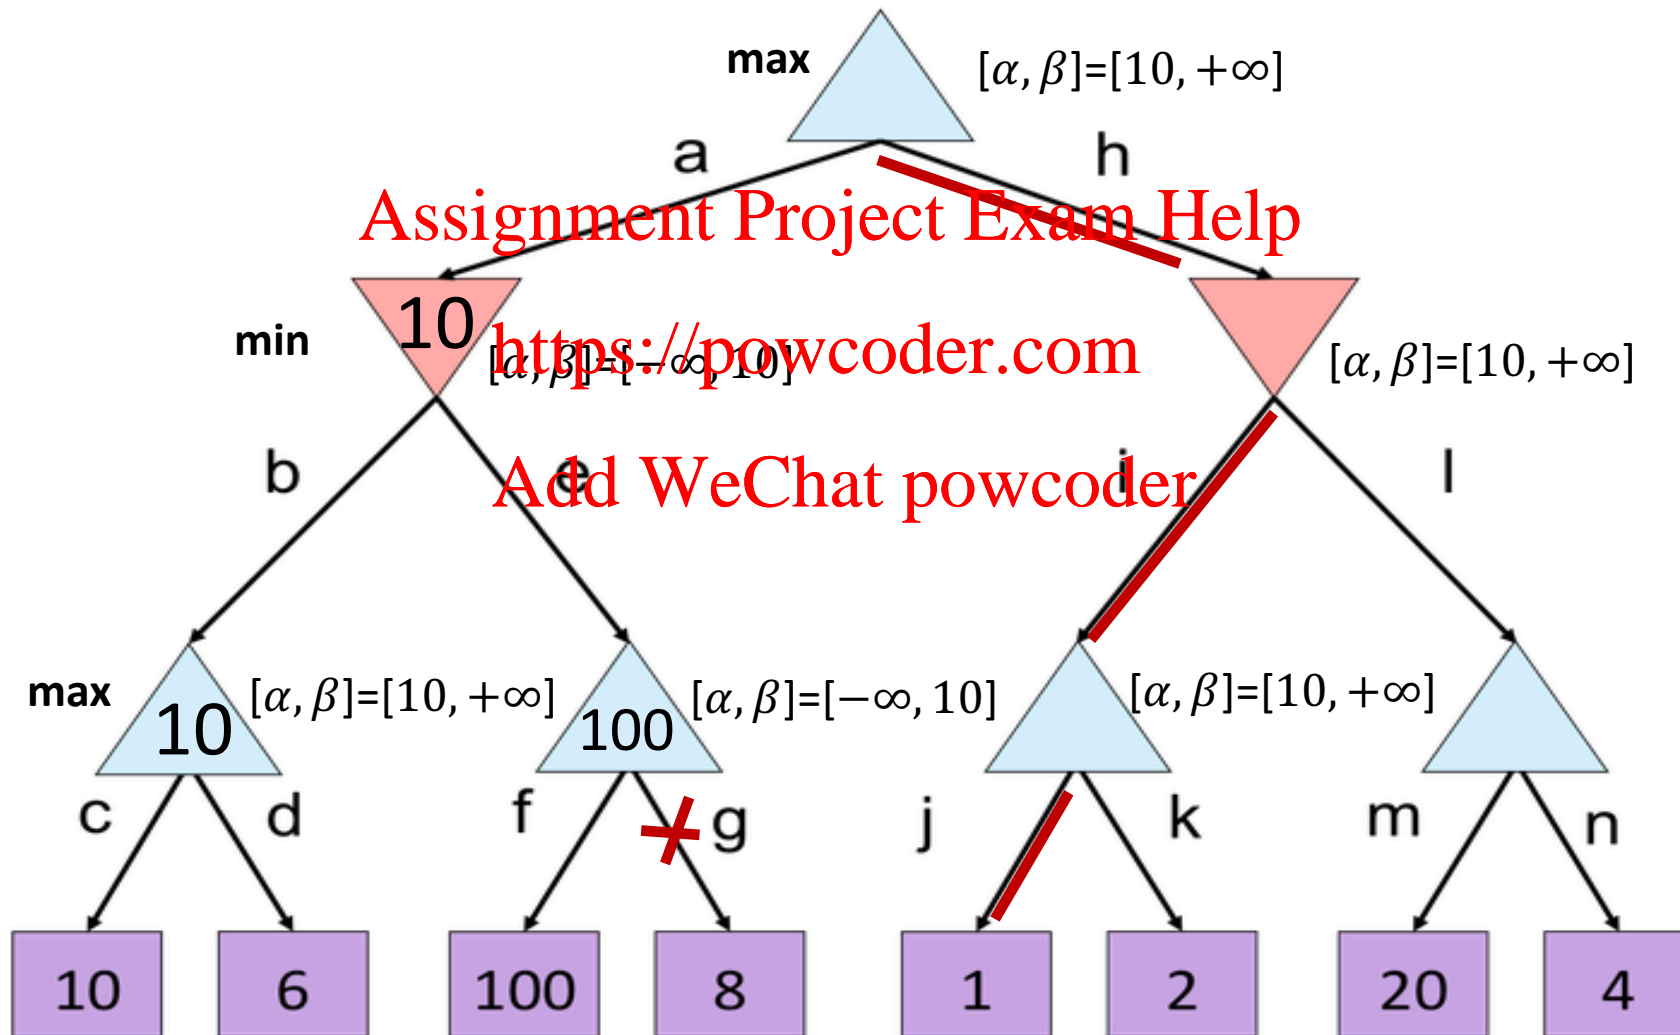 max
[α, β]=[10, +∞]
a
h
Assignment Project Exam Help
min
10
[α, β]=[−∞, 10]
https://powcoder.com
[α, β]=[10, +∞]
b
e
Add WeChat powcoder
i
l
max
10
[α, β]=[10, +∞]
100
[α, β]=[−∞, 10]
[α, β]=[10, +∞]
c
d
f
g
j
k
m
n
10
6
100
8
1
2
20
4